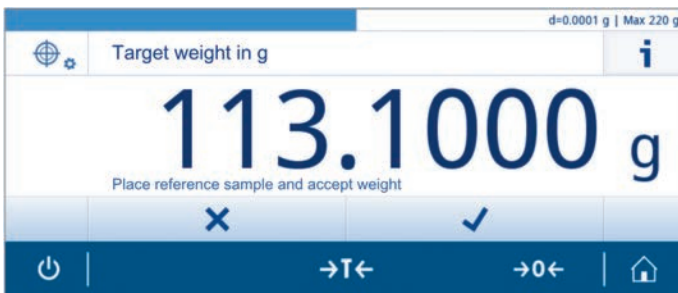 d=0.0001 g | Max 220 g
Target weight in g
i
113.1000 g
Place reference sample and accept weight
→T← →0←